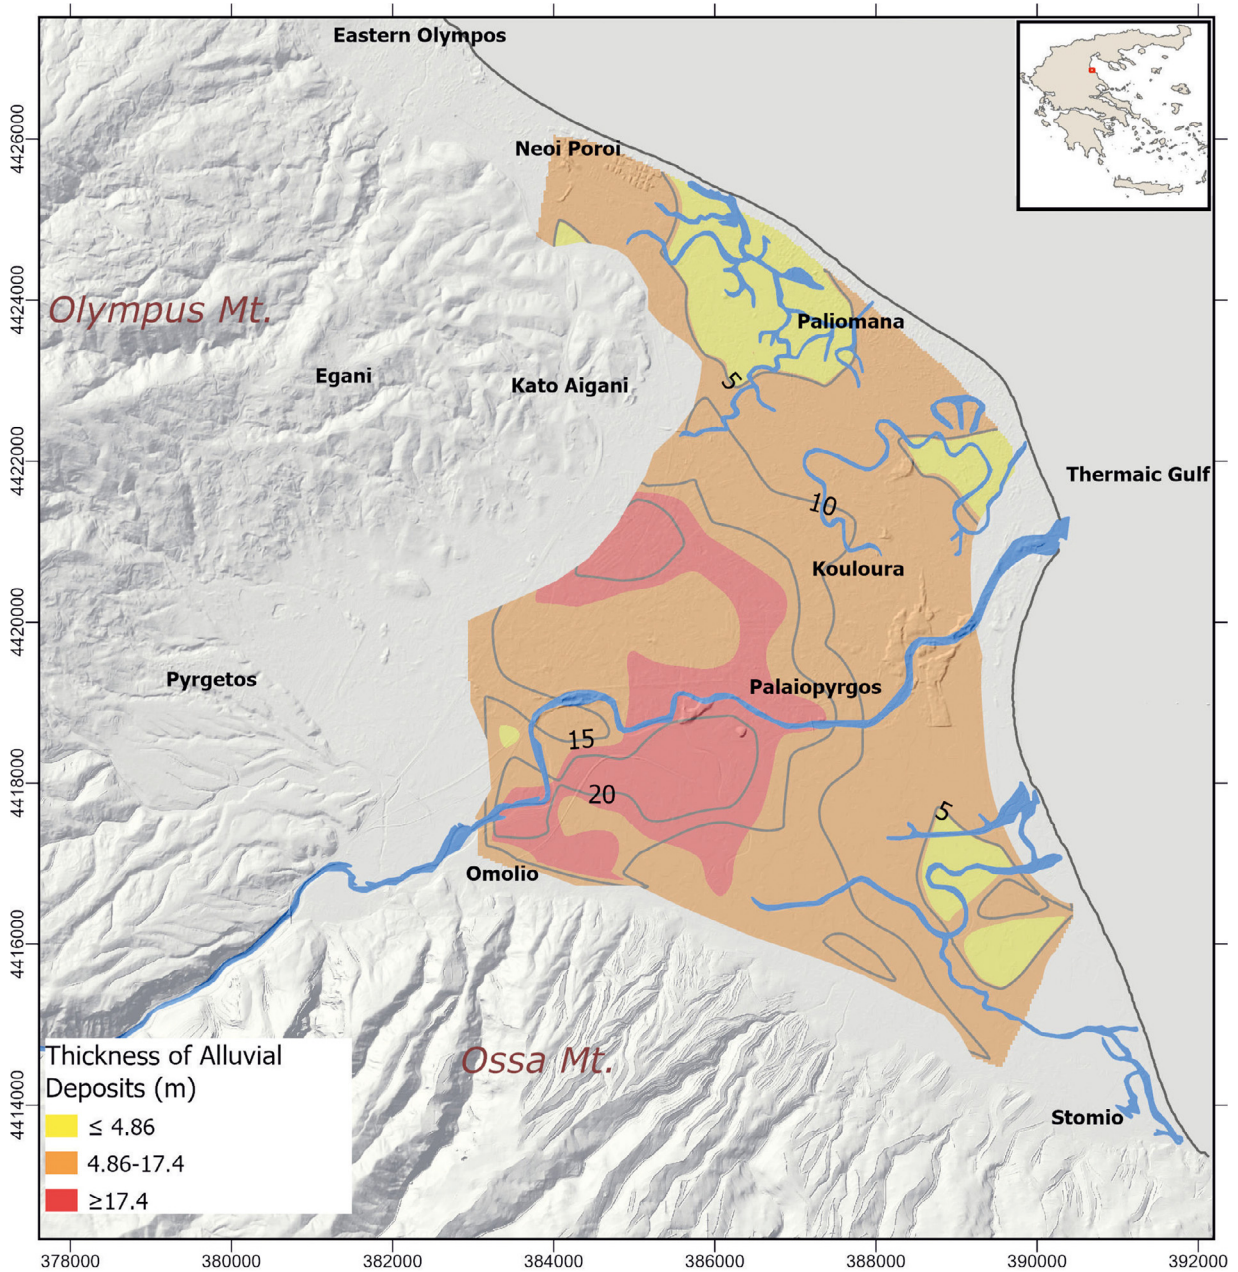 Eastern Olympos
Neoi Poroi
Olympus Mt.
Paliomana
Egani
Kato Aigani
5
Thermaic Gulf
10
Kouloura
Pyrgetos
Palaiopyrgos
15
20
5
Omolio
Ossa Mt.
Stomio
Thickness of Alluvial
Deposits (m)
≤ 4.86
4.86-17.4
≥17.4
4426000
4424000
4422000
4420000
4418000
4416000
4414000
378000 380000 382000 384000 386000 388000 390000 392000